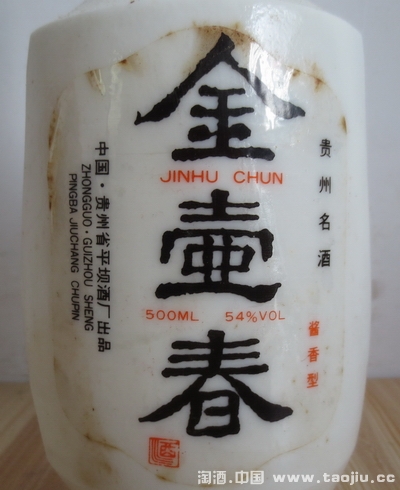 金壶春
JINHU CHUN
500ML 54%VOL
贵州名酒
酱香型
中国·贵州省平坝酒厂出品
ZHONGGUO·GUIZHOU SHENG
PINGBA JIUCHANG CHUPIN
淘酒.中国 www.taojiu.cc